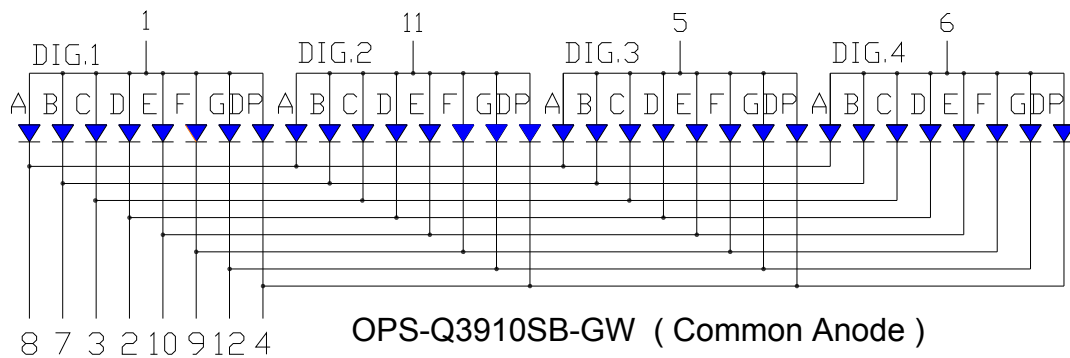 1 11 5 6
DIG.1 DIG.2 DIG.3 DIG.4
A B C D E F G DP A B C D E F G DP A B C D E F G DP A B C D E F G DP
8 7 3 2 10 9 12 4
OPS-Q3910SB-GW ( Common Anode )